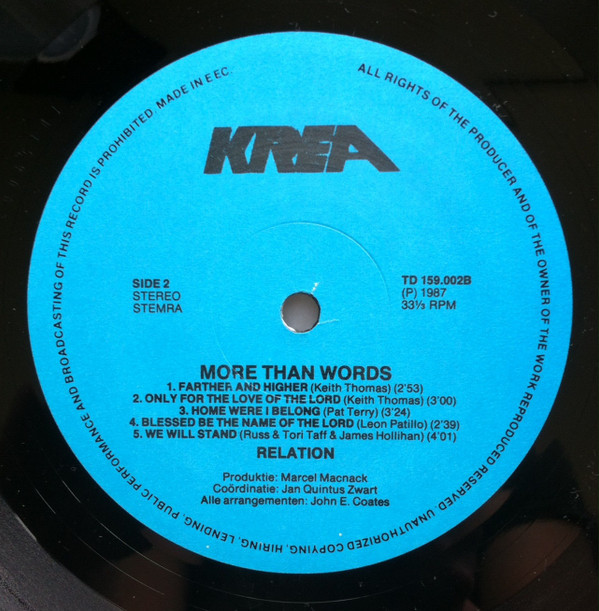 ALL RIGHTS OF THE PRODUCER AND OF THE OWNER OF THE WORK REPRODUCED RESERVED. UNAUTHORIZED COPYING, HIRING, LENDING, PUBLIC PERFORMANCE AND BROADCASTING OF THIS RECORD IS PROHIBITED. MADE IN EEC.
KREA
SIDE 2
STEREO
STEMRA
TD 159.002B
(P) 1987
33⅓ RPM
MORE THAN WORDS
1. FARTHER AND HIGHER (Keith Thomas) (2'53)
2. ONLY FOR THE LOVE OF THE LORD (Keith Thomas) (3'00)
3. HOME WERE I BELONG (Pat Terry) (3'24)
4. BLESSED BE THE NAME OF THE LORD (Leon Patillo) (2'39)
5. WE WILL STAND (Russ & Tori Taff & James Hollihan) (4'01)
RELATION
Produktie: Marcel Macnack
Coördinatie: Jan Quintus Zwart
Alle arrangementen: John E. Coates